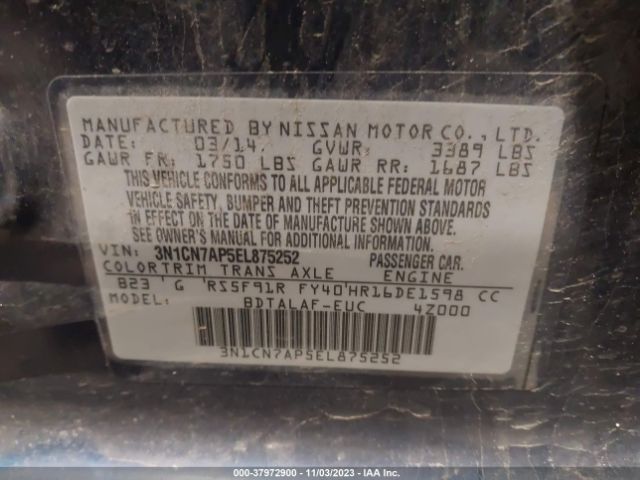 MANUFACTURED BY NISSAN MOTOR CO., LTD.
DATE: 03/14. GVWR: 3389 LBS
GAWR FR: 1750 LBS GAWR RR: 1687 LBS
THIS VEHICLE CONFORMS TO ALL APPLICABLE FEDERAL MOTOR
VEHICLE SAFETY, BUMPER AND THEFT PREVENTION STANDARDS
IN EFFECT ON THE DATE OF MANUFACTURE SHOWN ABOVE.
SEE OWNER'S MANUAL FOR ADDITIONAL INFORMATION.
VIN: 3N1CN7AP5EL875252 PASSENGER CAR.
COLOR TRIM TRANS AXLE ENGINE
B23 G RS5F91R FY40 HR16DE1598 CC
MODEL: BDTALAF-EUC 4Z000
3N1CN7AP5EL875252
000-37972900 - 11/03/2023 - IAA Inc.